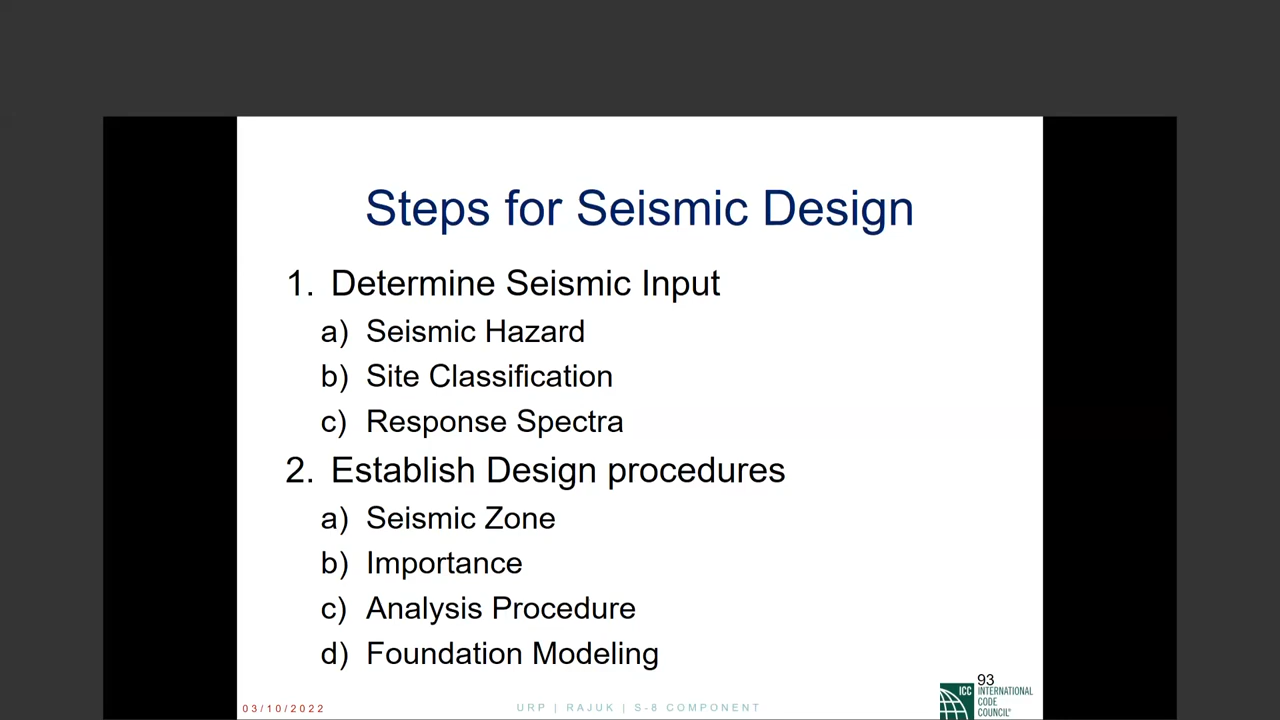 Steps for Seismic Design
1. Determine Seismic Input
a) Seismic Hazard
b) Site Classification
c) Response Spectra
2. Establish Design procedures
a) Seismic Zone
b) Importance
c) Analysis Procedure
d) Foundation Modeling
93
ICC INTERNATIONAL
CODE
COUNCIL®
03/10/2022
URP | RAJUK | S-8 COMPONENT